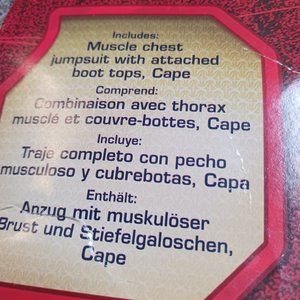 Includes:
Muscle chest
jumpsuit with attached
boot tops, Cape
Comprend:
Combinaison avec thorax
musclé et couvre-bottes, Cape
Incluye:
Traje completo con pecho
musculoso y cubrebotas, Capa
Enthält:
Anzug mit muskulöser
Brust und Stiefelgaloschen,
Cape